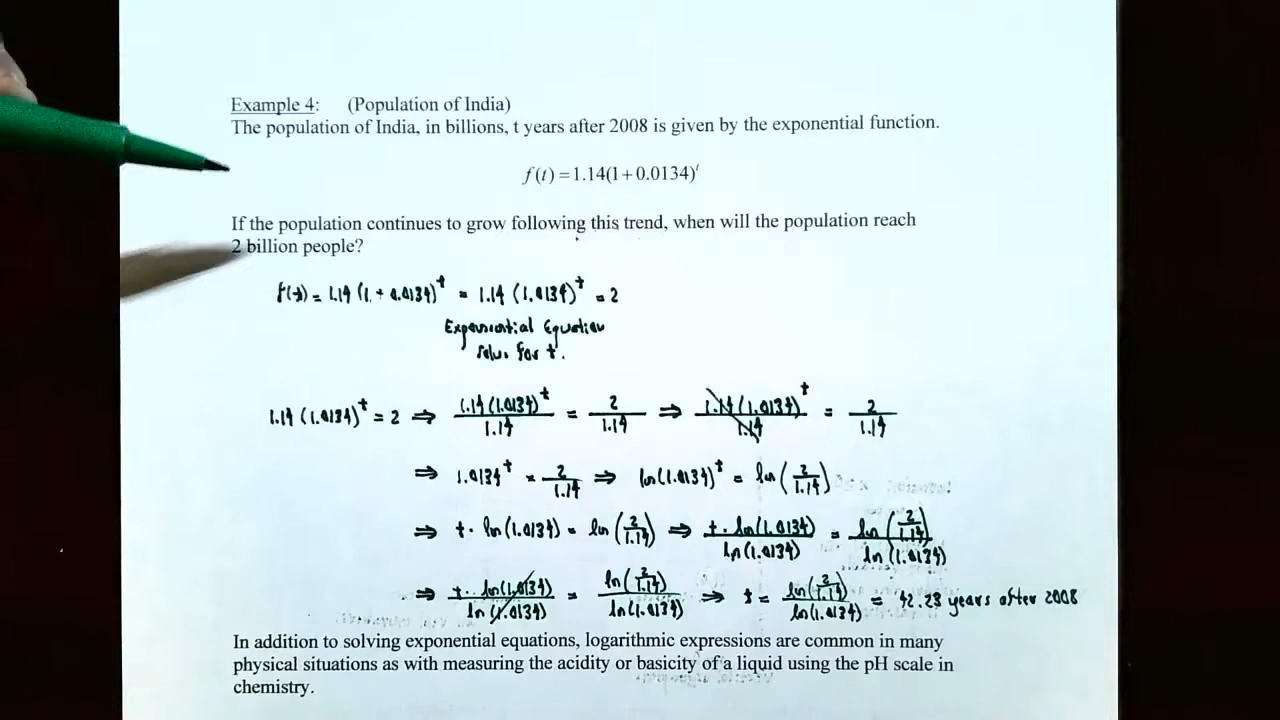 Example 4: (Population of India)
The population of India, in billions, t years after 2008 is given by the exponential function.
f(t) = 1.14(1+0.0134)^t
If the population continues to grow following this trend, when will the population reach
2 billion people?
f(t) = 1.14 (1 + 0.0134)^t = 1.14 (1.0134)^t = 2
Exponential Equation
solve for t.
1.14 (1.0134)^t = 2 ⇒ 1.14(1.0134)^t / 1.14 = 2 / 1.14 ⇒ 1.14(1.0134)^t / 1.14 = 2 / 1.14
⇒ 1.0134^t = 2 / 1.14 ⇒ ln(1.0134)^t = ln(2 / 1.14)
⇒ t · ln(1.0134) = ln(2 / 1.14) ⇒ t · ln(1.0134) / ln(1.0134) = ln(2 / 1.14) / ln(1.0134)
⇒ t · ln(1.0134) / ln(1.0134) = ln(2 / 1.14) / ln(1.0134) ⇒ t = ln(2 / 1.14) / ln(1.0134) = 42.23 years after 2008
In addition to solving exponential equations, logarithmic expressions are common in many
physical situations as with measuring the acidity or basicity of a liquid using the pH scale in
chemistry.